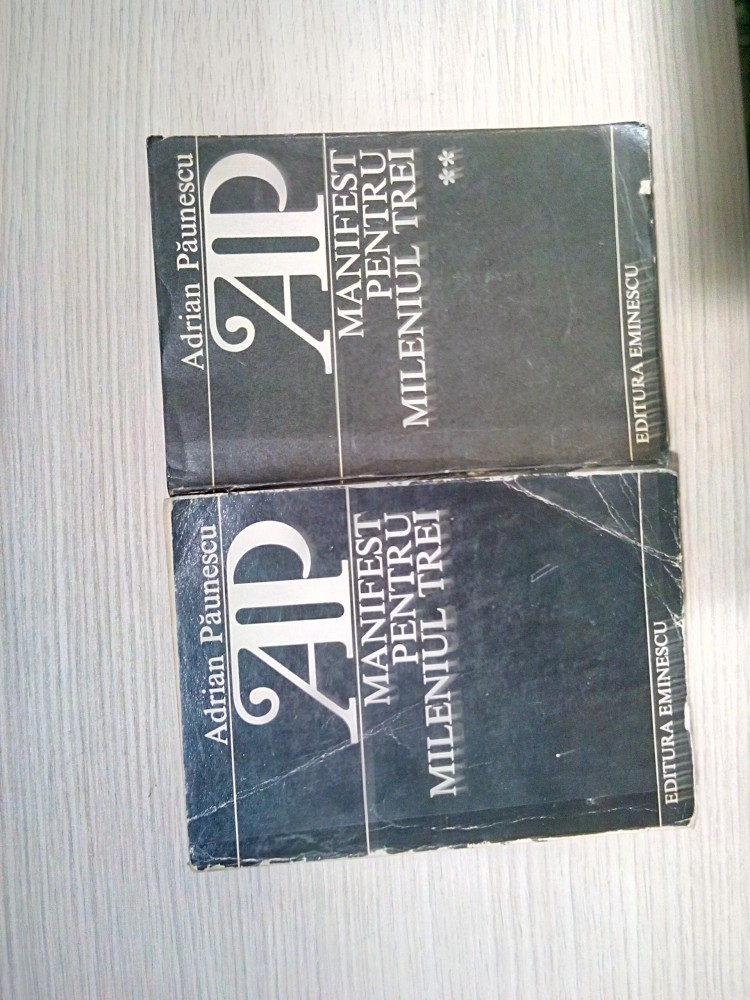 Adrian Păunescu
AP
MANIFEST
PENTRU
MILENIUL TREI
EDITURA EMINESCU
Adrian Păunescu
AP
MANIFEST
PENTRU
MILENIUL TREI
**
EDITURA EMINESCU